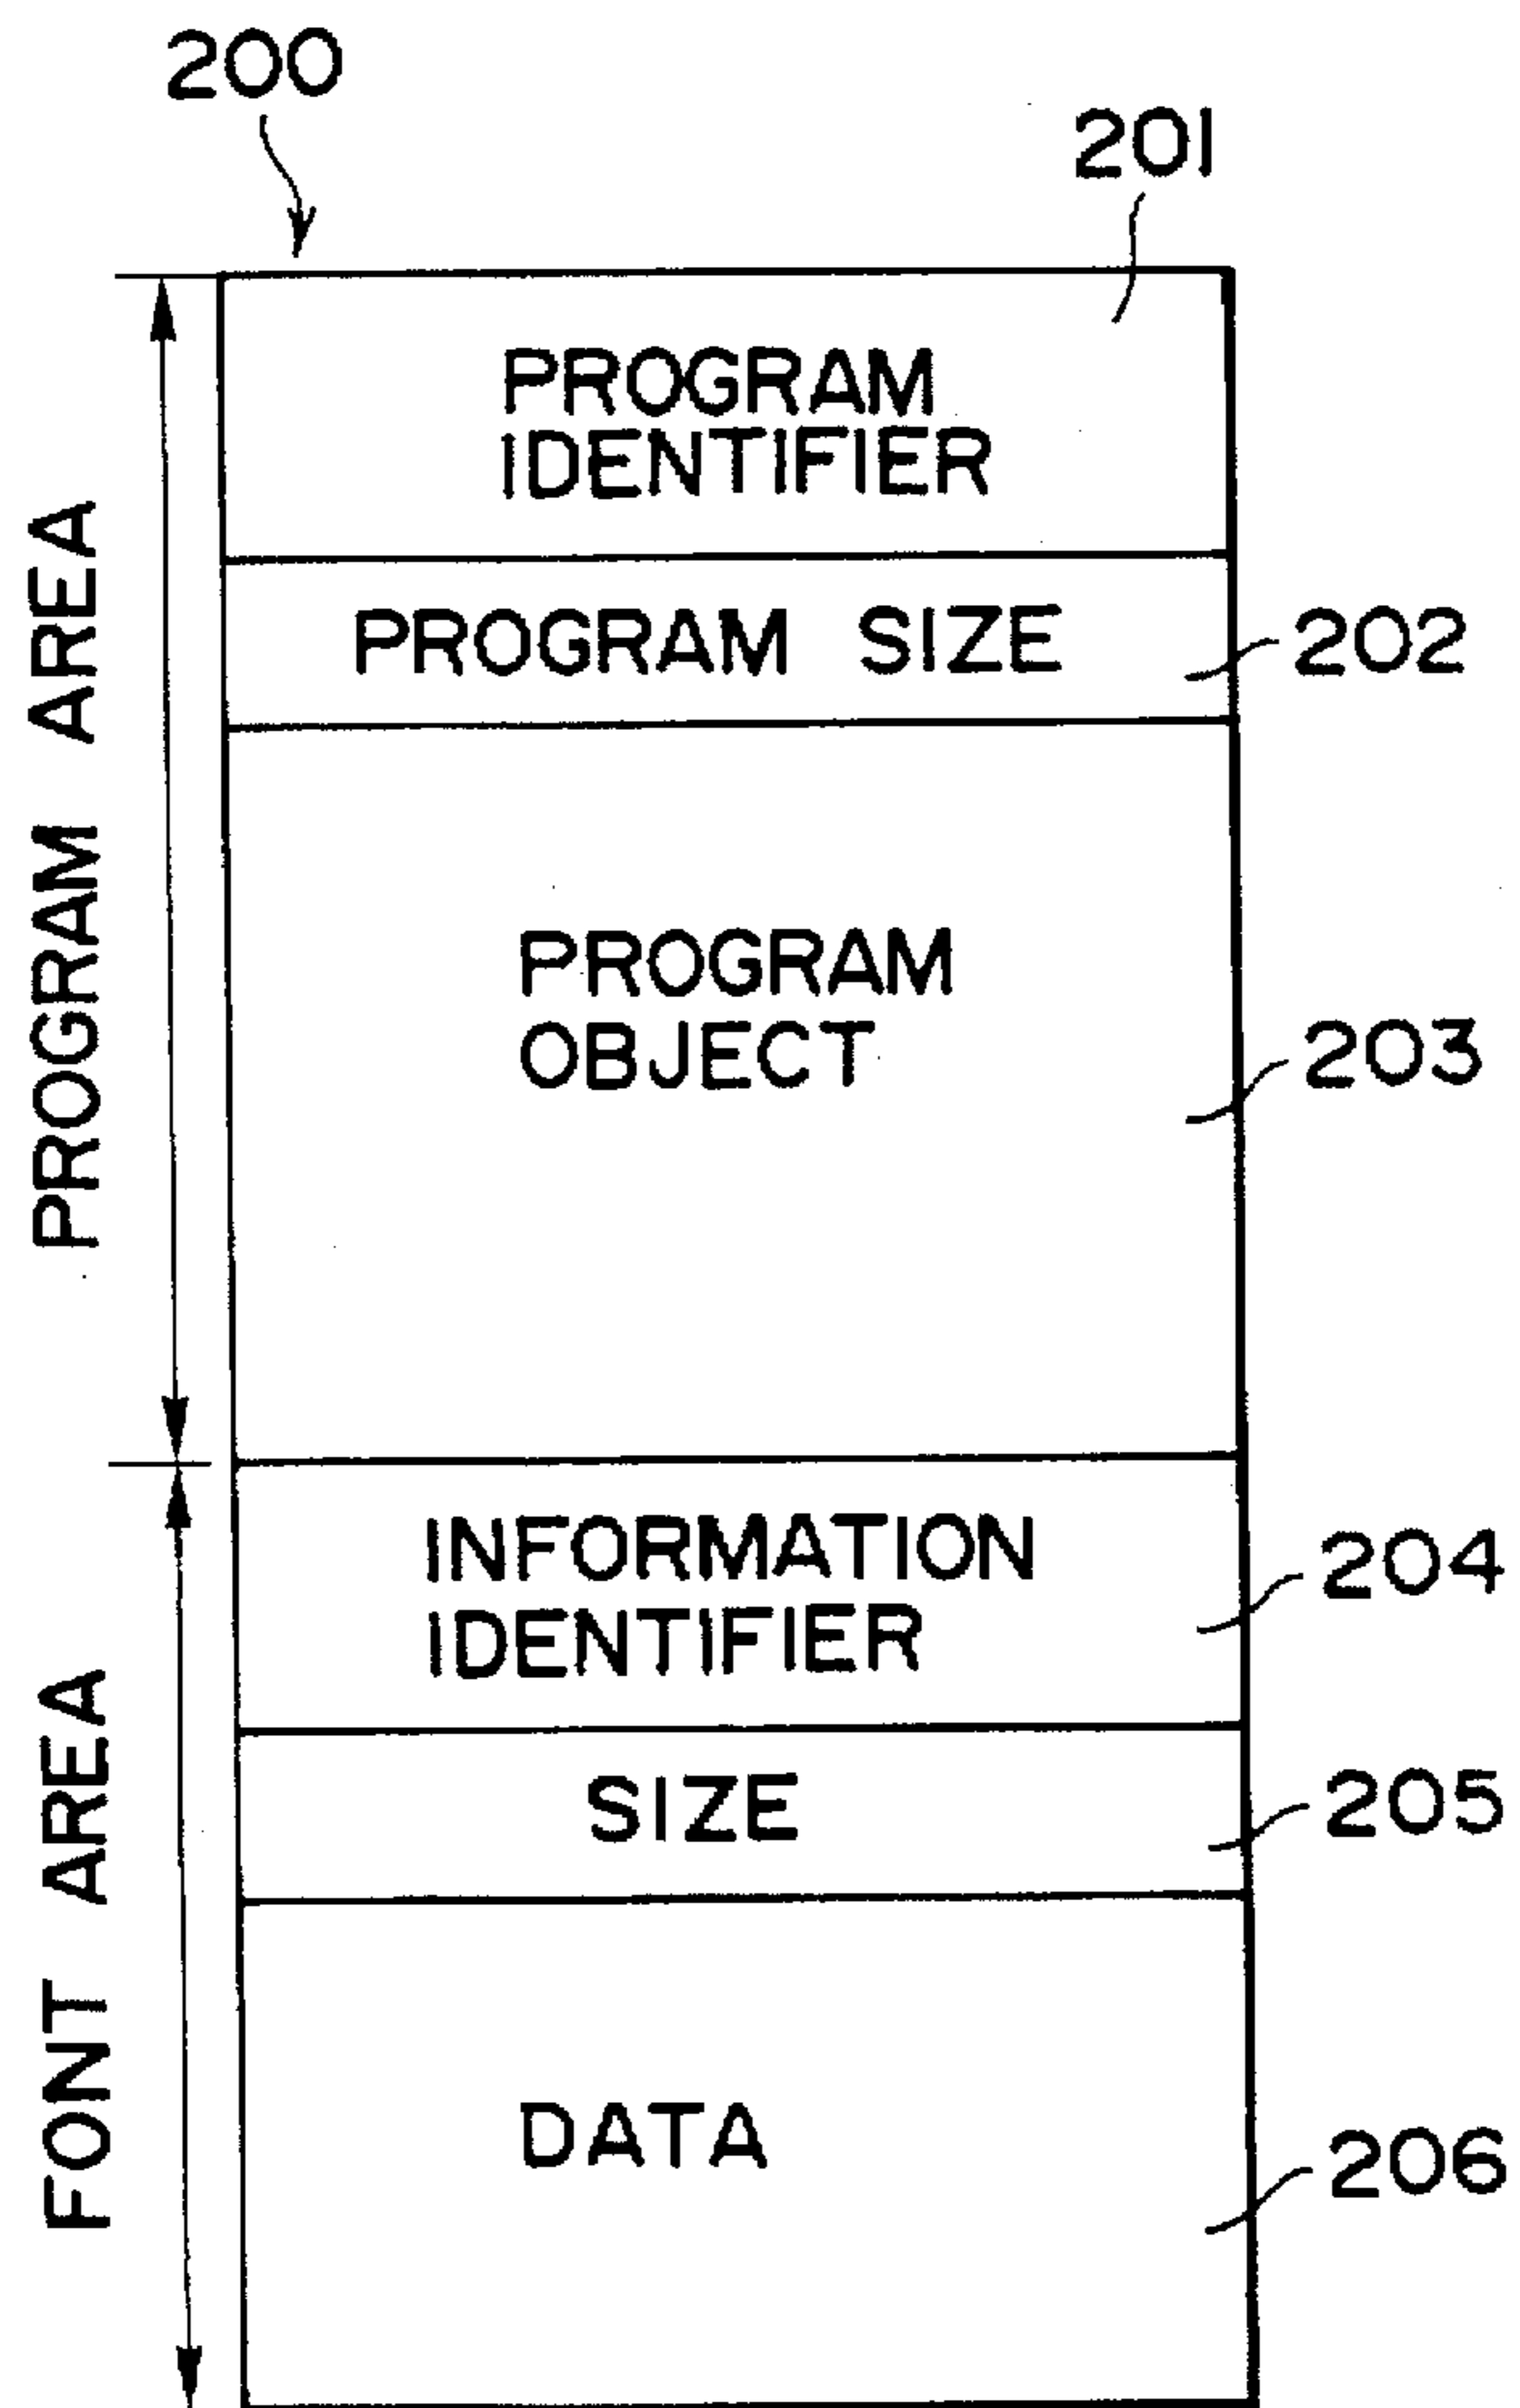 200
201
PROGRAM
IDENTIFIER
PROGRAM SIZE
202
PROGRAM AREA
PROGRAM
OBJECT
203
INFORMATION
IDENTIFIER
204
SIZE
205
FONT AREA
DATA
206